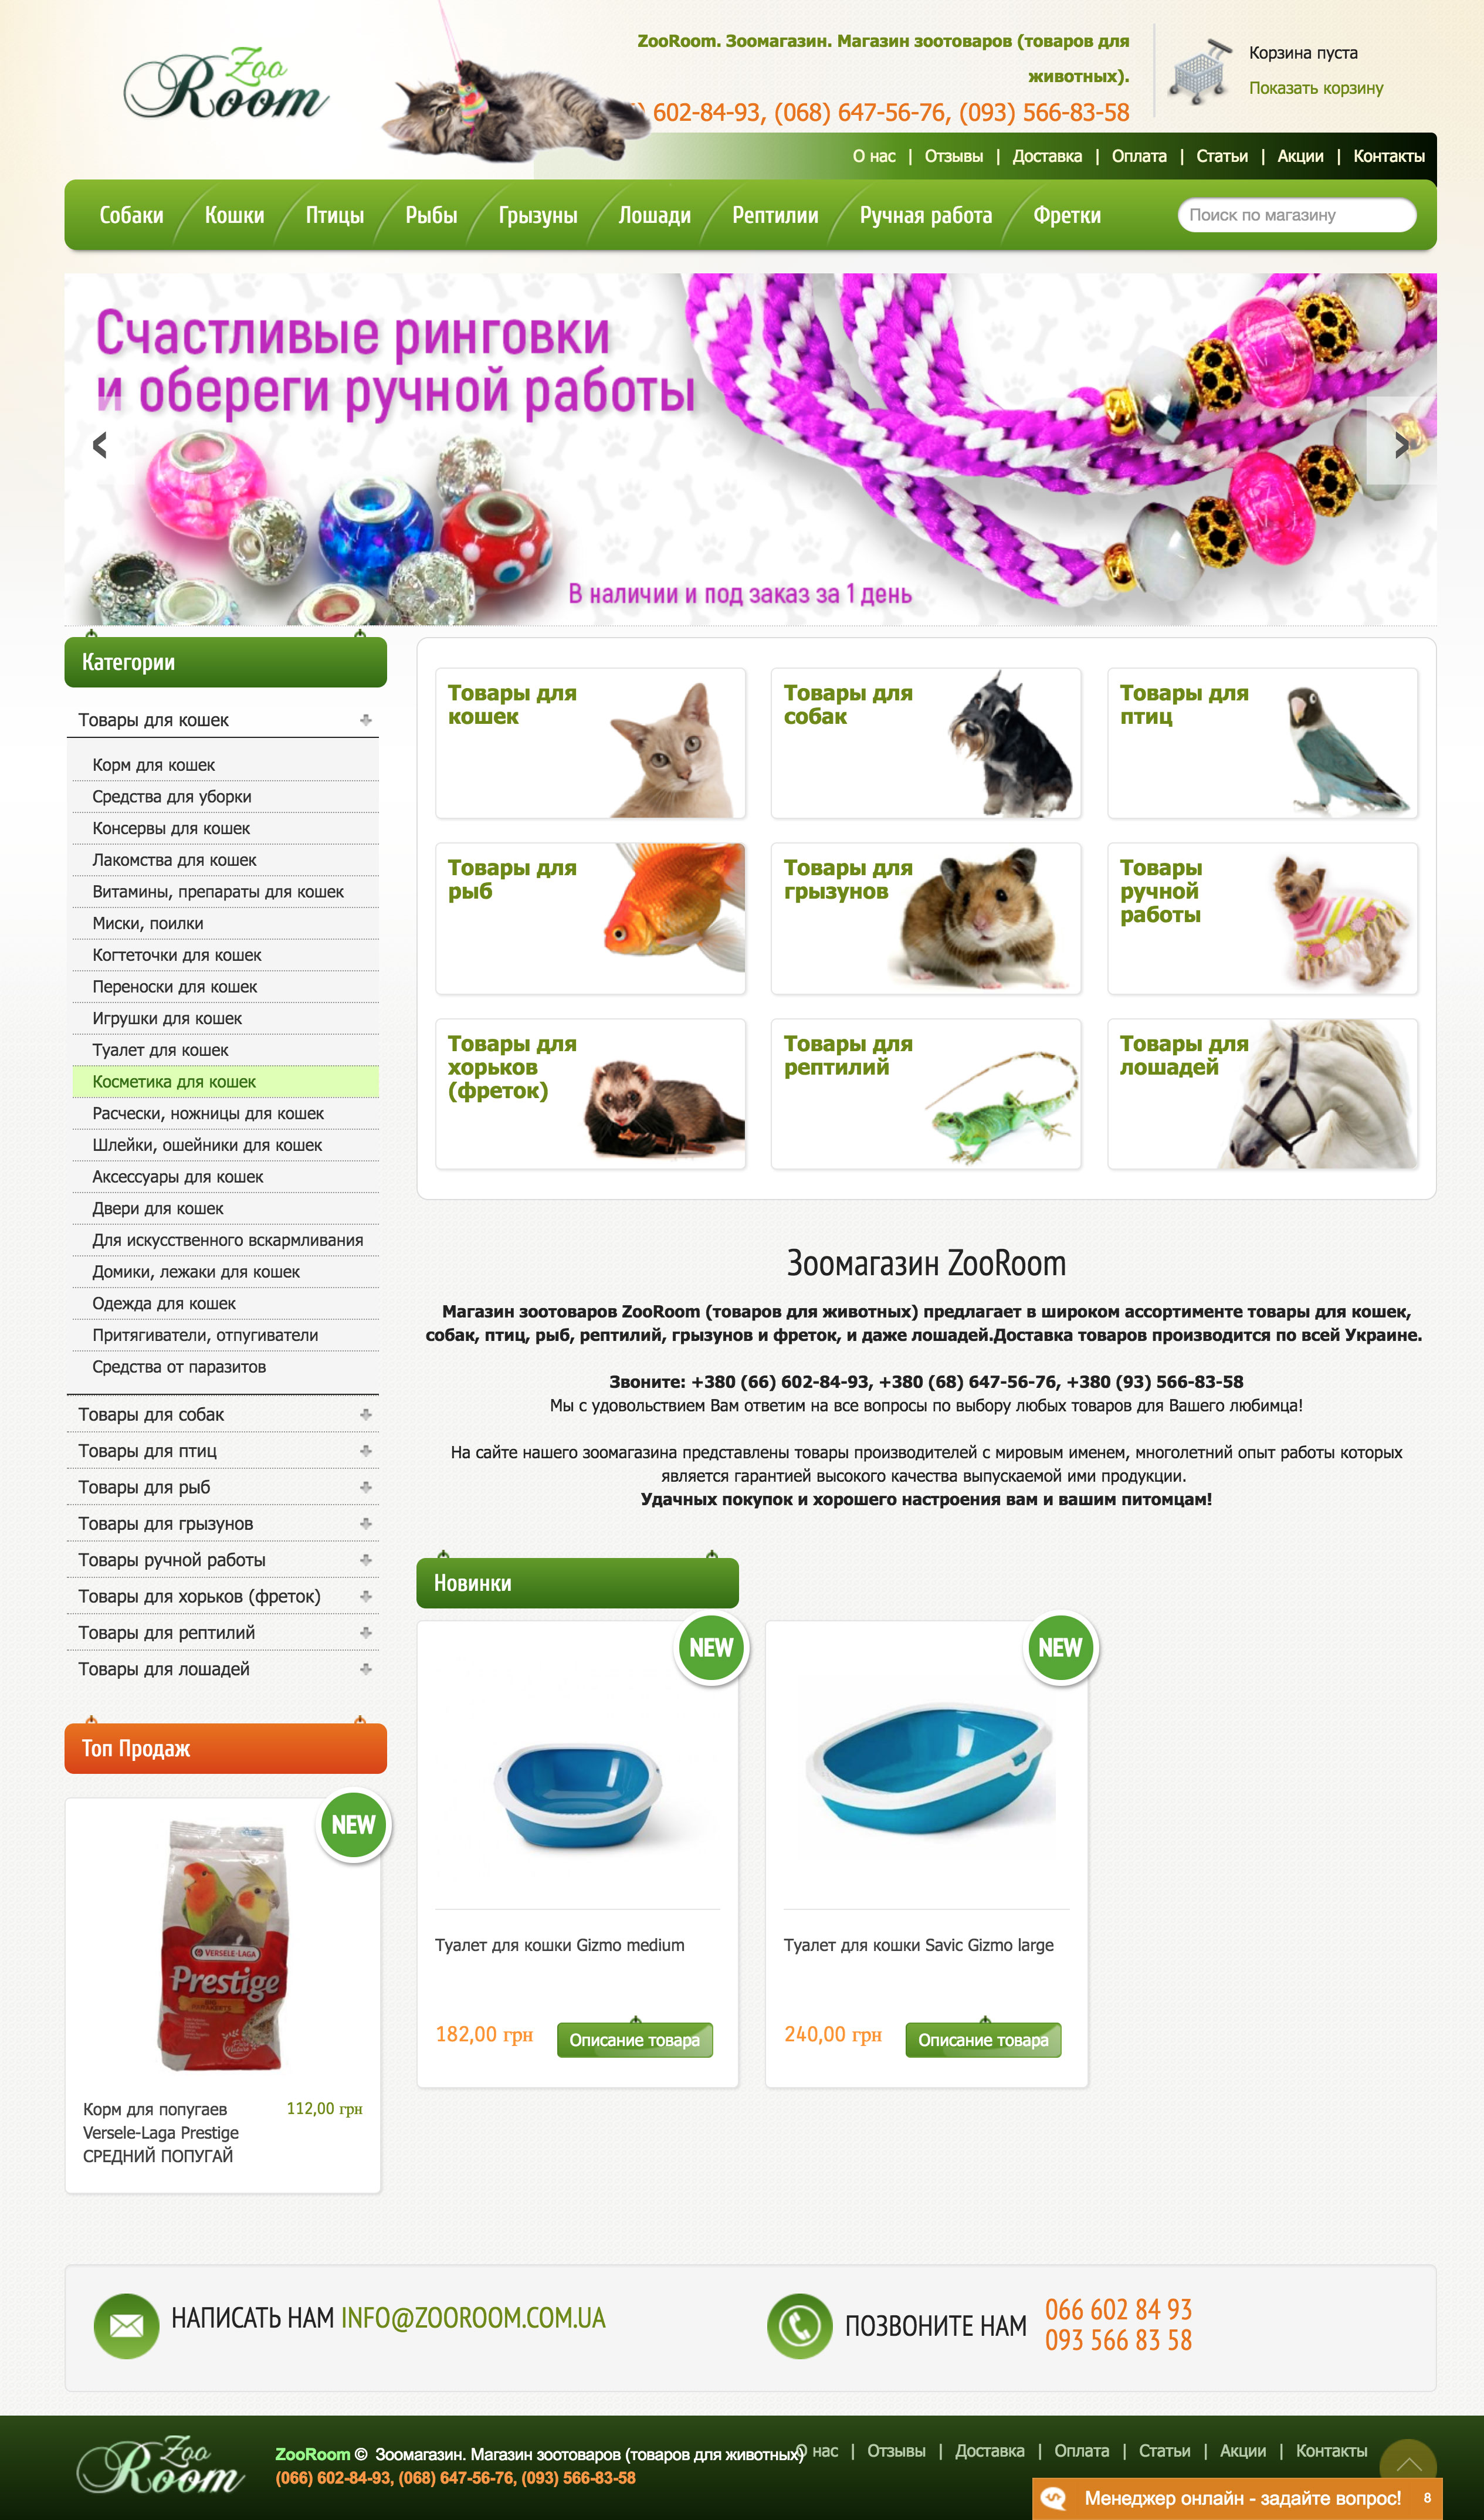 Zoo
Room
ZooRoom. Зоомагазин. Магазин зоотоваров (товаров для
животных).
) 602-84-93, (068) 647-56-76, (093) 566-83-58
Корзина пуста
Показать корзину
О нас | Отзывы | Доставка | Оплата | Статьи | Акции | Контакты
Собаки Кошки Птицы Рыбы Грызуны Лошади Рептилии Ручная работа Фретки
Поиск по магазину
Счастливые ринговки
и обереги ручной работы
В наличии и под заказ за 1 день
Категории
Товары для кошек
Корм для кошек
Средства для уборки
Консервы для кошек
Лакомства для кошек
Витамины, препараты для кошек
Миски, поилки
Когтеточки для кошек
Переноски для кошек
Игрушки для кошек
Туалет для кошек
Косметика для кошек
Расчески, ножницы для кошек
Шлейки, ошейники для кошек
Аксессуары для кошек
Двери для кошек
Для искусственного вскармливания
Домики, лежаки для кошек
Одежда для кошек
Притягиватели, отпугиватели
Средства от паразитов
Товары для собак
Товары для птиц
Товары для рыб
Товары для грызунов
Товары ручной работы
Товары для хорьков (фреток)
Товары для рептилий
Товары для лошадей
Топ Продаж
NEW
VERSELE-LAGA
Prestige
Корм для попугаев
Versele-Laga Prestige
СРЕДНИЙ ПОПУГАЙ
112,00 грн
Товары для
кошек
Товары для
собак
Товары для
птиц
Товары для
рыб
Товары для
грызунов
Товары
ручной
работы
Товары для
хорьков
(фреток)
Товары для
рептилий
Товары для
лошадей
Зоомагазин ZooRoom
Магазин зоотоваров ZooRoom (товаров для животных) предлагает в широком ассортименте товары для кошек,
собак, птиц, рыб, рептилий, грызунов и фреток, и даже лошадей.Доставка товаров производится по всей Украине.
Звоните: +380 (66) 602-84-93, +380 (68) 647-56-76, +380 (93) 566-83-58
Мы с удовольствием Вам ответим на все вопросы по выбору любых товаров для Вашего любимца!
На сайте нашего зоомагазина представлены товары производителей с мировым именем, многолетний опыт работы которых
является гарантией высокого качества выпускаемой ими продукции.
Удачных покупок и хорошего настроения вам и вашим питомцам!
Новинки
NEW
Туалет для кошки Gizmo medium
182,00 грн
Описание товара
NEW
Туалет для кошки Savic Gizmo large
240,00 грн
Описание товара
НАПИСАТЬ НАМ INFO@ZOOROOM.COM.UA
ПОЗВОНИТЕ НАМ
066 602 84 93
093 566 83 58
Zoo
Room
ZooRoom © Зоомагазин. Магазин зоотоваров (товаров для животных)
(066) 602-84-93, (068) 647-56-76, (093) 566-83-58
О нас | Отзывы | Доставка | Оплата | Статьи | Акции | Контакты
Менеджер онлайн - задайте вопрос! 8